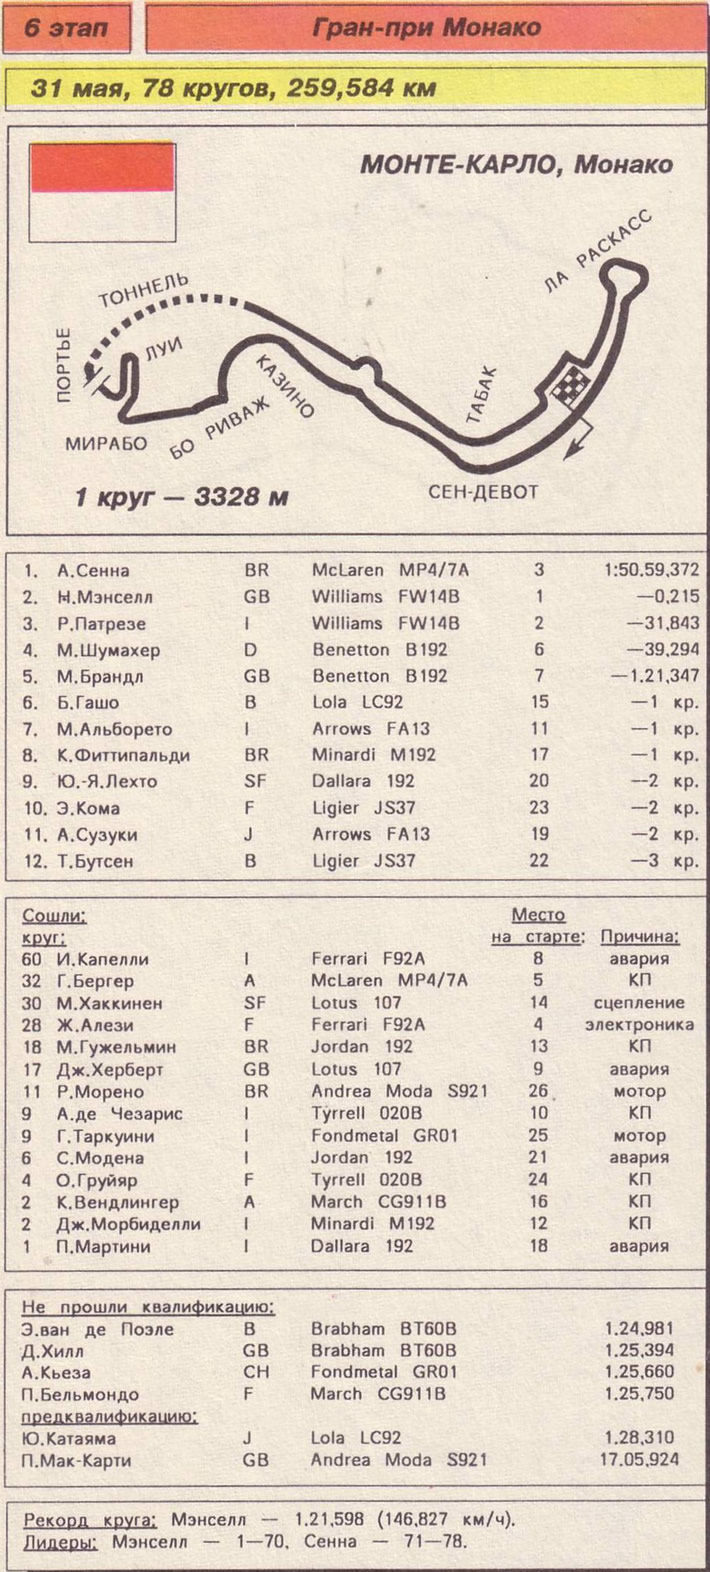 6 этап Гран-при Монако
31 мая, 78 кругов, 259,584 км
МОНТЕ-КАРЛО, Монако
ЛА РАСКАСС
ТОННЕЛЬ
ПОРТЬЕ
ЛУИ
КАЗИНО
ТАБАК
МИРАБО
БО РИВАЖ
СЕН-ДЕВОТ
1 круг — 3328 м
1. А.Сенна BR McLaren MP4/7A 3 1:50.59,372
2. Н.Мэнселл GB Williams FW14B 1 —0,215
3. Р.Патрезе I Williams FW14B 2 —31,843
4. М.Шумахер D Benetton B192 6 —39,294
5. М.Брандл GB Benetton B192 7 —1.21,347
6. Б.Гашо B Lola LC92 15 —1 кр.
7. М.Альборето I Arrows FA13 11 —1 кр.
8. К.Фиттипальди BR Minardi M192 17 —1 кр.
9. Ю.-Я.Лехто SF Dallara 192 20 —2 кр.
10. Э.Кома F Ligier JS37 23 —2 кр.
11. А.Сузуки J Arrows FA13 19 —2 кр.
12. Т.Бутсен B Ligier JS37 22 —3 кр.
Сошли: Место
круг: на старте: Причина:
60 И.Капелли I Ferrari F92A 8 авария
32 Г.Бергер A McLaren MP4/7A 5 КП
30 М.Хаккинен SF Lotus 107 14 сцепление
28 Ж.Алези F Ferrari F92A 4 электроника
18 М.Гужельмин BR Jordan 192 13 КП
17 Дж.Херберт GB Lotus 107 9 авария
11 Р.Морено BR Andrea Moda S921 26 мотор
9 А.де Чезарис I Tyrrell 020B 10 КП
9 Г.Таркуини I Fondmetal GR01 25 мотор
6 С.Модена I Jordan 192 21 авария
4 О.Груйяр F Tyrrell 020B 24 КП
2 К.Вендлингер A March CG911B 16 КП
2 Дж.Морбиделли I Minardi M192 12 КП
1 П.Мартини I Dallara 192 18 авария
Не прошли квалификацию:
Э.ван де Поэле B Brabham BT60B 1.24,981
Д.Хилл GB Brabham BT60B 1.25,394
А.Кьеза CH Fondmetal GR01 1.25,660
П.Бельмондо F March CG911B 1.25,750
предквалификацию:
Ю.Катаяма J Lola LC92 1.28,310
П.Мак-Карти GB Andrea Moda S921 17.05,924
Рекорд круга: Мэнселл — 1.21,598 (146,827 км/ч).
Лидеры: Мэнселл — 1—70, Сенна — 71—78.